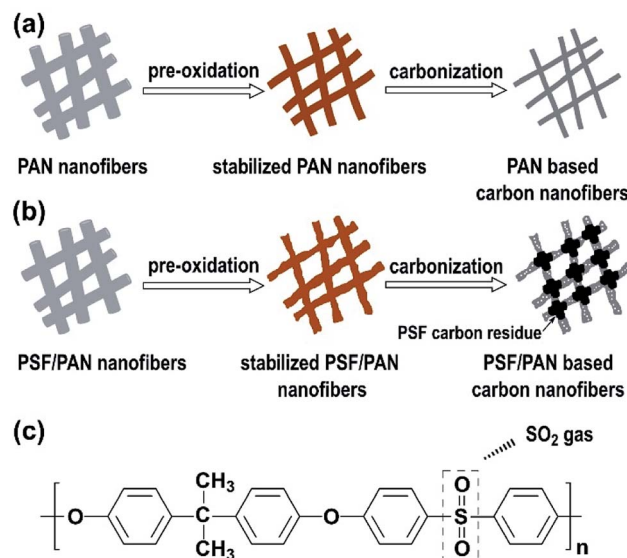 (a)
pre-oxidation
carbonization
PAN nanofibers
stabilized PAN nanofibers
PAN based
carbon nanofibers
(b)
pre-oxidation
carbonization
PSF carbon residue
PSF/PAN nanofibers
stabilized PSF/PAN
nanofibers
PSF/PAN based
carbon nanofibers
(c)
SO₂ gas
CH₃
O
O
C
O
S
CH₃
O
n